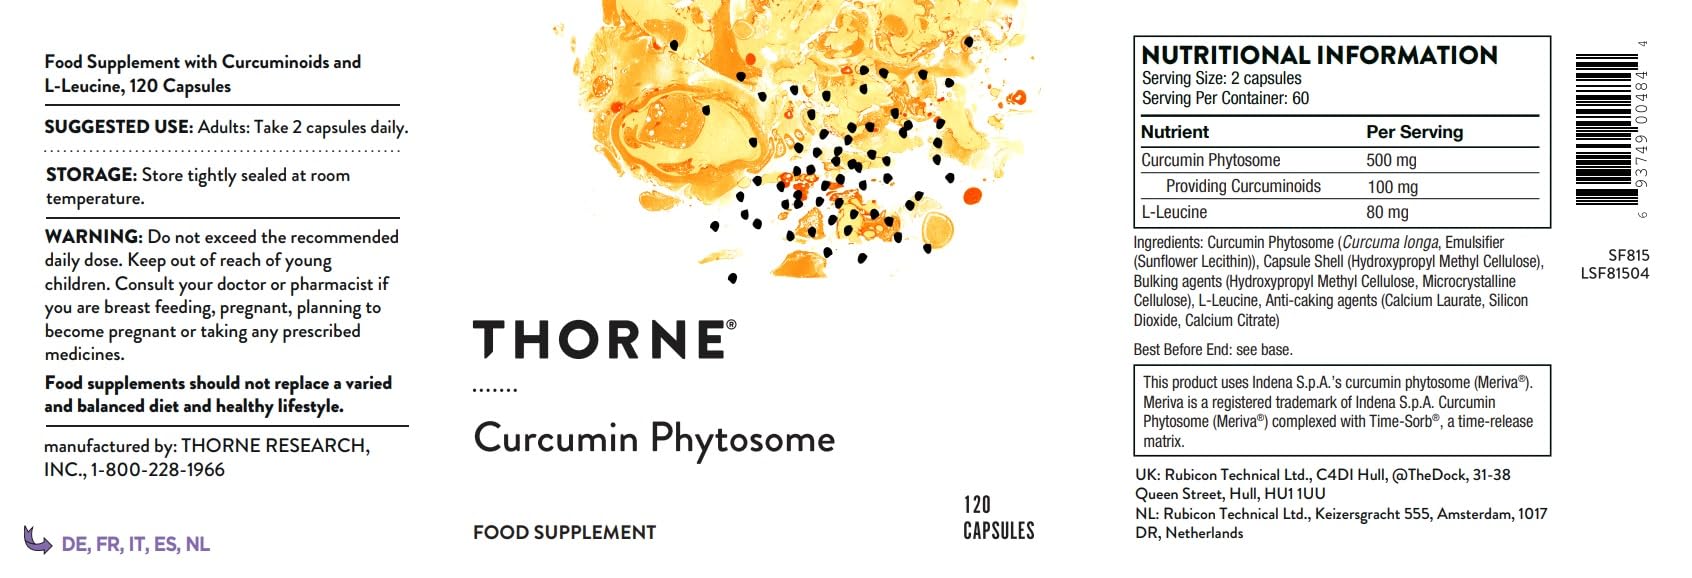 Food Supplement with Curcuminoids and
L-Leucine, 120 Capsules
SUGGESTED USE: Adults: Take 2 capsules daily.
STORAGE: Store tightly sealed at room
temperature.
WARNING: Do not exceed the recommended
daily dose. Keep out of reach of young
children. Consult your doctor or pharmacist if
you are breast feeding, pregnant, planning to
become pregnant or taking any prescribed
medicines.
Food supplements should not replace a varied
and balanced diet and healthy lifestyle.
manufactured by: THORNE RESEARCH,
INC., 1-800-228-1966
DE, FR, IT, ES, NL
THORNE®
Curcumin Phytosome
FOOD SUPPLEMENT
120
CAPSULES
NUTRITIONAL INFORMATION
Serving Size: 2 capsules
Serving Per Container: 60
Nutrient Per Serving
Curcumin Phytosome 500 mg
Providing Curcuminoids 100 mg
L-Leucine 80 mg
Ingredients: Curcumin Phytosome (Curcuma longa, Emulsifier
(Sunflower Lecithin)), Capsule Shell (Hydroxypropyl Methyl Cellulose),
Bulking agents (Hydroxypropyl Methyl Cellulose, Microcrystalline
Cellulose), L-Leucine, Anti-caking agents (Calcium Laurate, Silicon
Dioxide, Calcium Citrate)
Best Before End: see base.
This product uses Indena S.p.A.'s curcumin phytosome (Meriva®).
Meriva is a registered trademark of Indena S.p.A. Curcumin
Phytosome (Meriva®) complexed with Time-Sorb®, a time-release
matrix.
UK: Rubicon Technical Ltd., C4DI Hull, @TheDock, 31-38
Queen Street, Hull, HU1 1UU
NL: Rubicon Technical Ltd., Keizersgracht 555, Amsterdam, 1017
DR, Netherlands
6 93749 00484 4
SF815
LSF81504